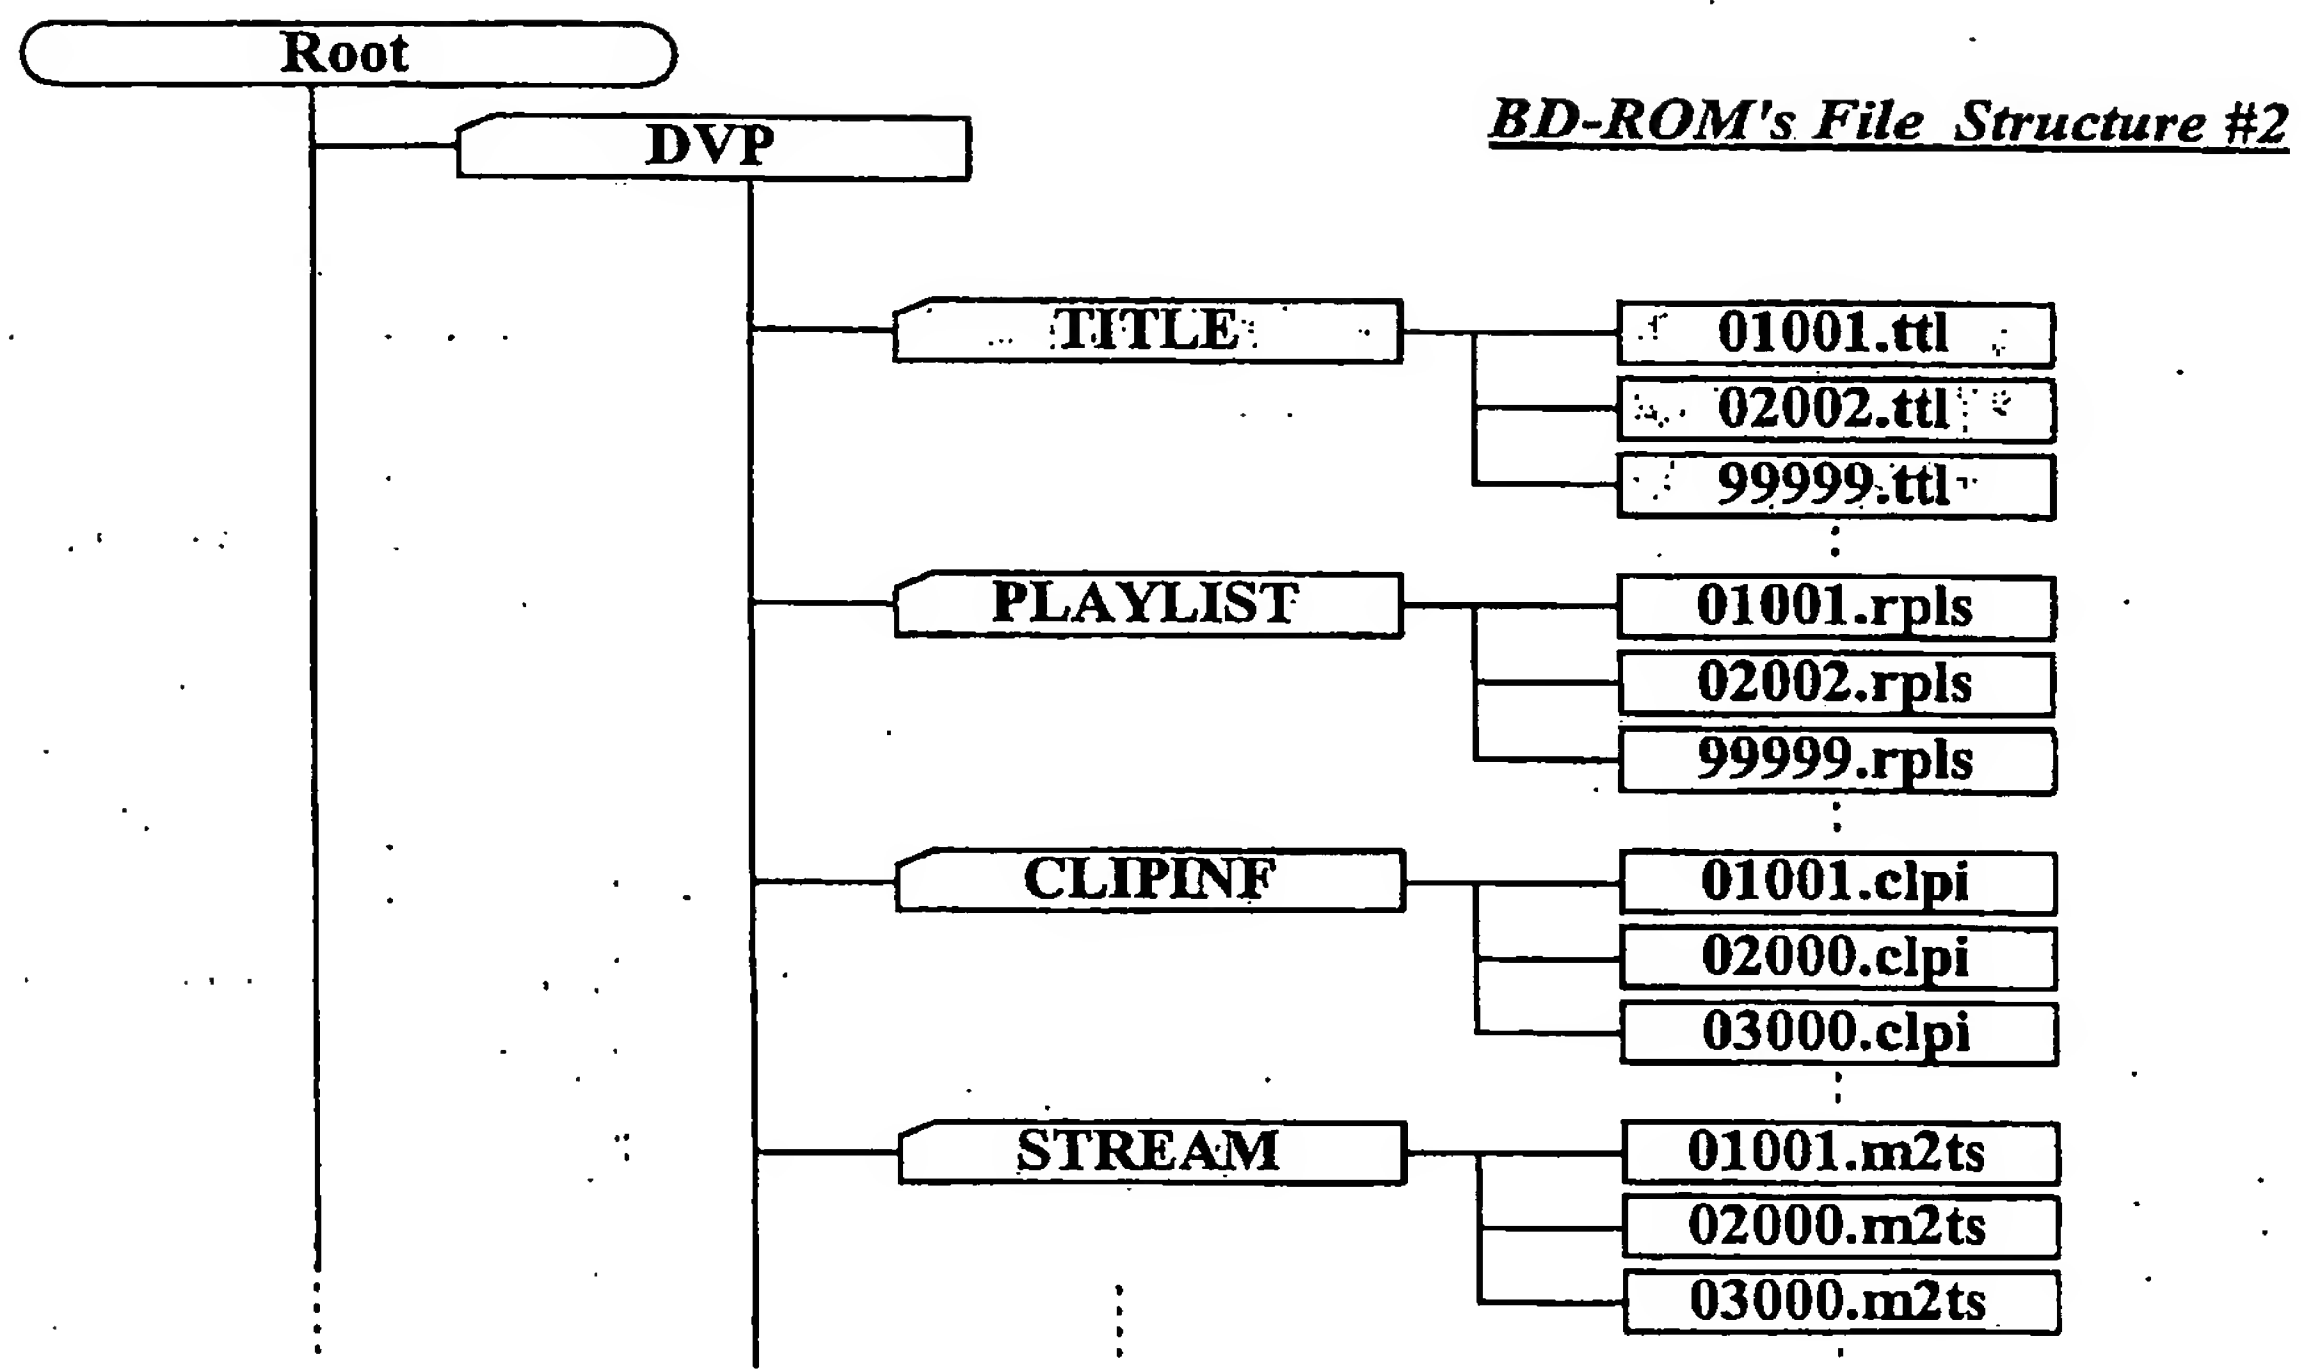 Root
DVP
BD-ROM's File Structure #2
TITLE
01001.ttl
02002.ttl
99999.ttl
PLAYLIST
01001.rpls
02002.rpls
99999.rpls
CLIPINF
01001.clpi
02000.clpi
03000.clpi
STREAM
01001.m2ts
02000.m2ts
03000.m2ts